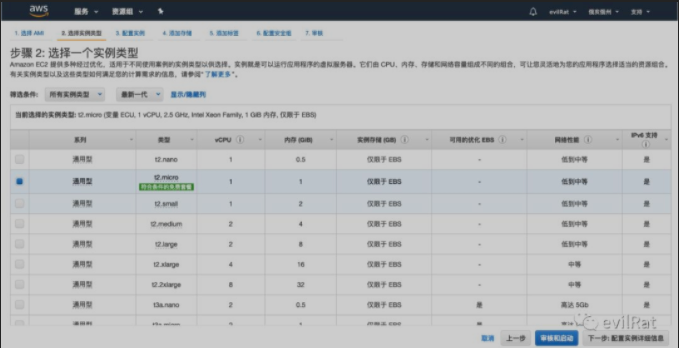 aws
服务
资源组
evilRat
俄亥俄州
支持
1. 选择 AMI
2. 选择实例类型
3. 配置实例
4. 添加存储
5. 添加标签
6. 配置安全组
7. 审核
步骤 2: 选择一个实例类型
Amazon EC2 提供多种经过优化，适用于不同使用案例的实例类型以供选择。实例就是可以运行应用程序的虚拟服务器。它们由 CPU、内存、存储和网络容量组成不同的组合，可让您灵活地为您的应用程序选择适当的资源组合。
有关实例类型以及这些类型如何满足您的计算需求的信息，请参阅"了解更多"。
筛选条件: 所有实例类型 最新一代 显示/隐藏列
当前选择的实例类型: t2.micro (变量 ECU, 1 vCPU, 2.5 GHz, Intel Xeon Family, 1 GiB 内存, 仅限于 EBS)
系列 类型 vCPU 内存 (GiB) 实例存储 (GB) 可用的优化 EBS 网络性能 IPv6 支持
通用型 t2.nano 1 0.5 仅限于 EBS - 低到中等 是
通用型 t2.micro 1 1 仅限于 EBS - 低到中等 是
符合条件的免费套餐
通用型 t2.small 1 2 仅限于 EBS - 低到中等 是
通用型 t2.medium 2 4 仅限于 EBS - 低到中等 是
通用型 t2.large 2 8 仅限于 EBS - 低到中等 是
通用型 t2.xlarge 4 16 仅限于 EBS - 中等 是
通用型 t2.2xlarge 8 32 仅限于 EBS - 中等 是
通用型 t3a.nano 2 0.5 仅限于 EBS 是 高达 5Gb 是
evilRat
取消 上一步 审核和启动 下一步: 配置实例详细信息